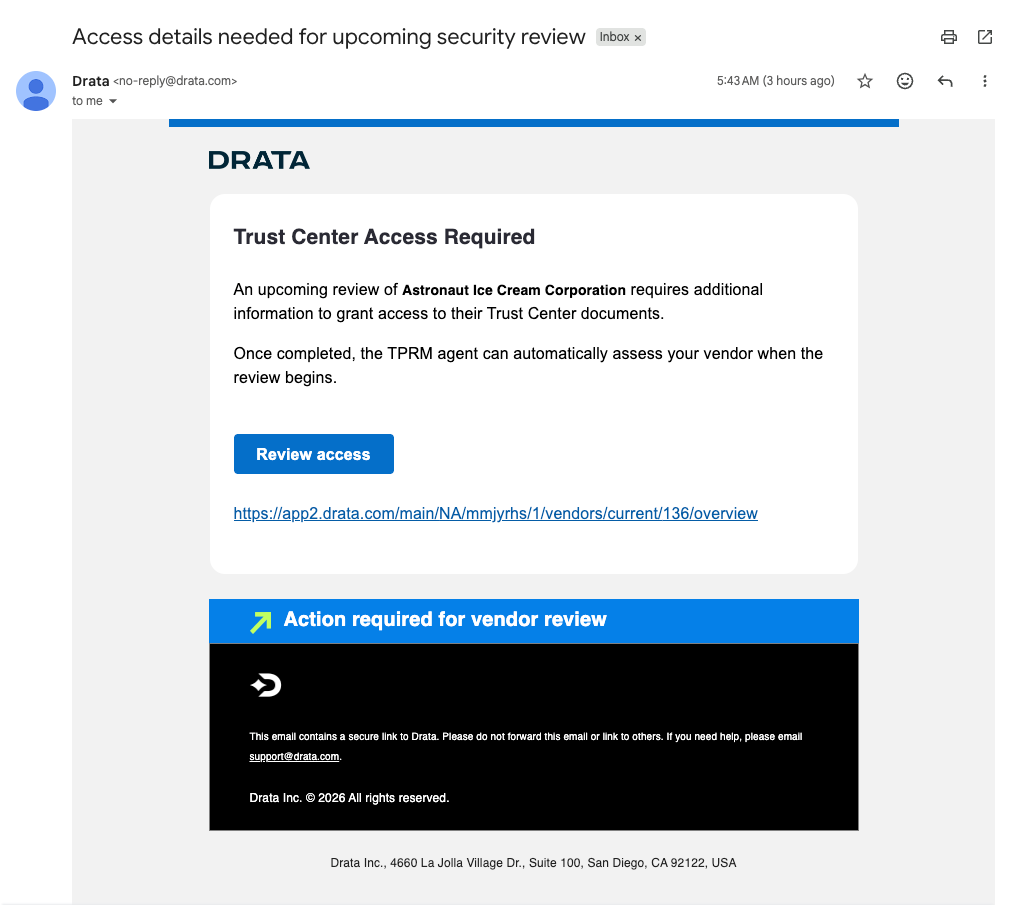 Access details needed for upcoming security review Inbox ×
Drata <no-reply@drata.com> 5:43 AM (3 hours ago)
to me
DRATA
Trust Center Access Required
An upcoming review of Astronaut Ice Cream Corporation requires additional
information to grant access to their Trust Center documents.
Once completed, the TPRM agent can automatically assess your vendor when the
review begins.
Review access
https://app2.drata.com/main/NA/mmjyrhs/1/vendors/current/136/overview
Action required for vendor review
This email contains a secure link to Drata. Please do not forward this email or link to others. If you need help, please email
support@drata.com.
Drata Inc. © 2026 All rights reserved.
Drata Inc., 4660 La Jolla Village Dr., Suite 100, San Diego, CA 92122, USA